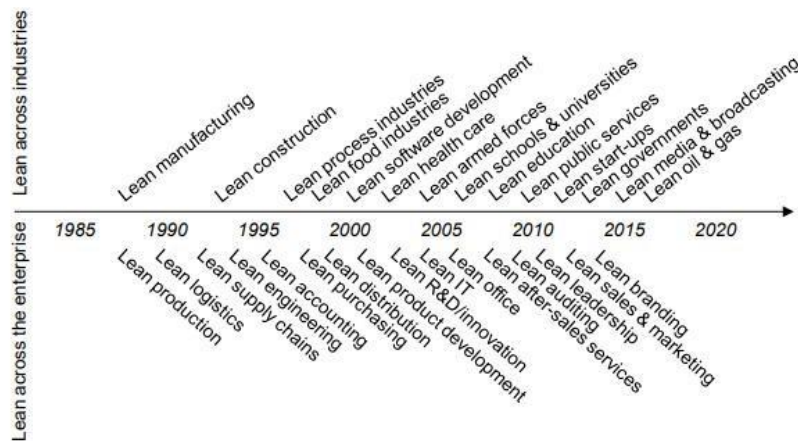 Lean across industries
Lean manufacturing
Lean construction
Lean process industries
Lean food industries
Lean software development
Lean health care
Lean armed forces
Lean schools & universities
Lean education
Lean public services
Lean start-ups
Lean governments
Lean media & broadcasting
Lean oil & gas
1985 1990 1995 2000 2005 2010 2015 2020
Lean across the enterprise
Lean production
Lean logistics
Lean supply chains
Lean engineering
Lean accounting
Lean purchasing
Lean distribution
Lean product development
Lean R&D/innovation
Lean IT
Lean office
Lean after-sales services
Lean auditing
Lean leadership
Lean sales & marketing
Lean branding